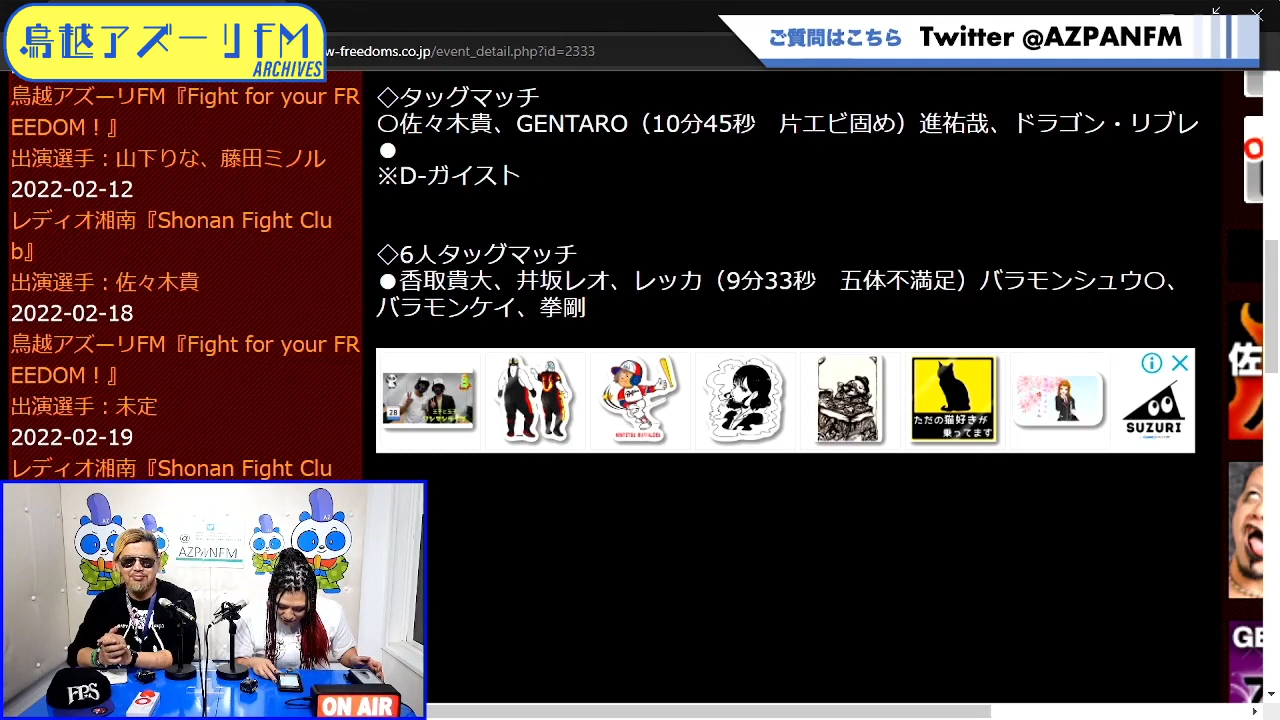 鳥越アズーリFM
ARCHIVES
w-freedoms.co.jp/event_detail.php?id=2333
ご質問はこちら Twitter @AZPANFM
鳥越アズーリFM『Fight for your FR
EEDOM！』
出演選手：山下りな、藤田ミノル
2022-02-12
レディオ湘南『Shonan Fight Clu
b』
出演選手：佐々木貴
2022-02-18
鳥越アズーリFM『Fight for your FR
EEDOM！』
出演選手：未定
2022-02-19
レディオ湘南『Shonan Fight Clu
◇タッグマッチ
〇佐々木貴、GENTARO（10分45秒　片エビ固め）進祐哉、ドラゴン・リブレ
●
※D-ガイスト
◇6人タッグマッチ
●香取貴大、井坂レオ、レッカ（9分33秒　五体不満足）バラモンシュウ〇、
バラモンケイ、拳剛
28
ただの猫好きが
乗ってます
SUZURI
佐
GE
@
AZPANFM
FPS
ON AIR